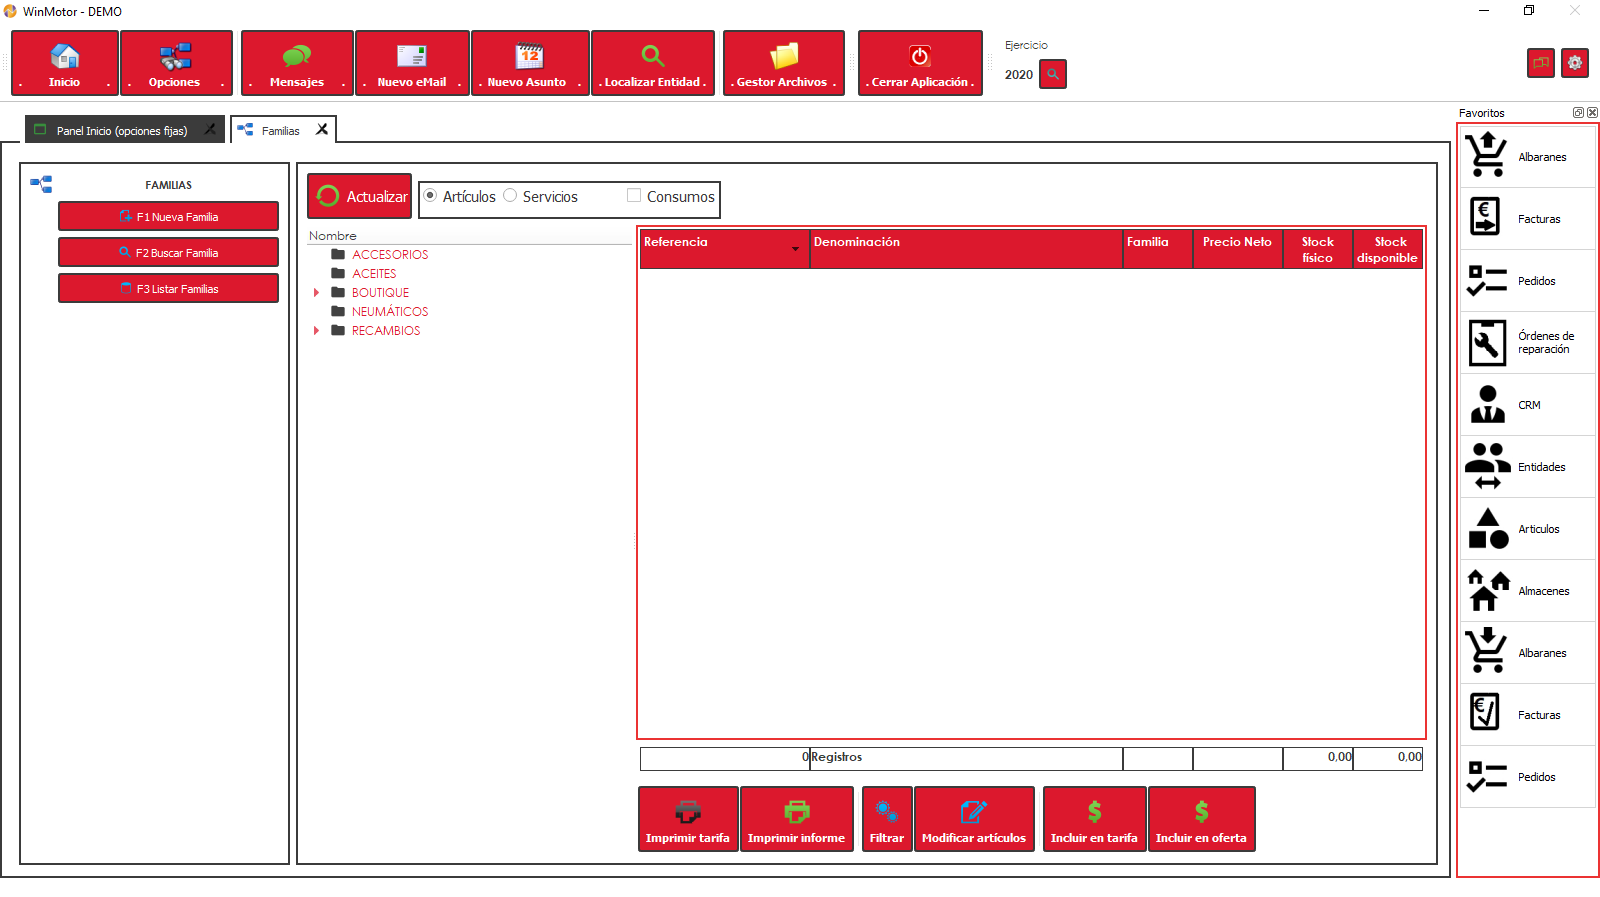 WinMotor - DEMO
. Inicio .
. Opciones .
. Mensajes .
. Nuevo eMail .
. Nuevo Asunto .
. Localizar Entidad .
. Gestor Archivos .
. Cerrar Aplicación .
Ejercicio
2020
Panel Inicio (opciones fijas)
Familias
FAMILIAS
F1 Nueva Familia
F2 Buscar Familia
F3 Listar Familias
Actualizar
Artículos
Servicios
Consumos
Nombre
ACCESORIOS
ACEITES
BOUTIQUE
NEUMÁTICOS
RECAMBIOS
Referencia
Denominación
Familia
Precio Neto
Stock
físico
Stock
disponible
0 Registros 0,00 0,00
Imprimir tarifa
Imprimir informe
Filtrar
Modificar artículos
Incluir en tarifa
Incluir en oferta
Favoritos
Albaranes
Facturas
Pedidos
Órdenes de
reparación
CRM
Entidades
Articulos
Almacenes
Albaranes
Facturas
Pedidos